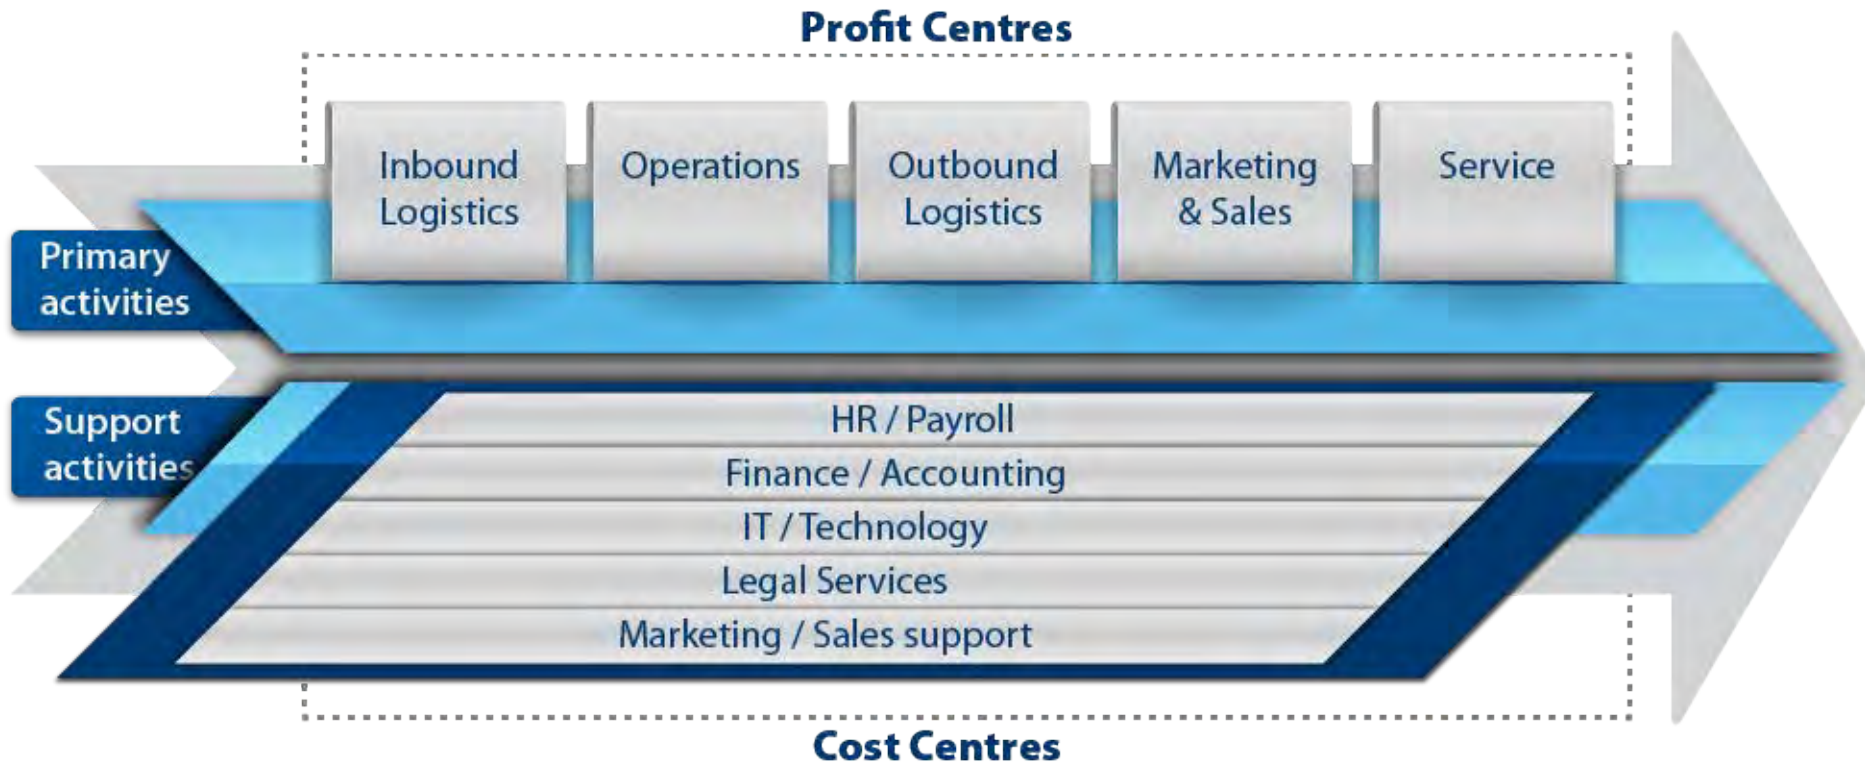 Profit Centres
Inbound
Logistics
Operations
Outbound
Logistics
Marketing
& Sales
Service
Primary
activities
Support
activities
HR / Payroll
Finance / Accounting
IT / Technology
Legal Services
Marketing / Sales support
Cost Centres